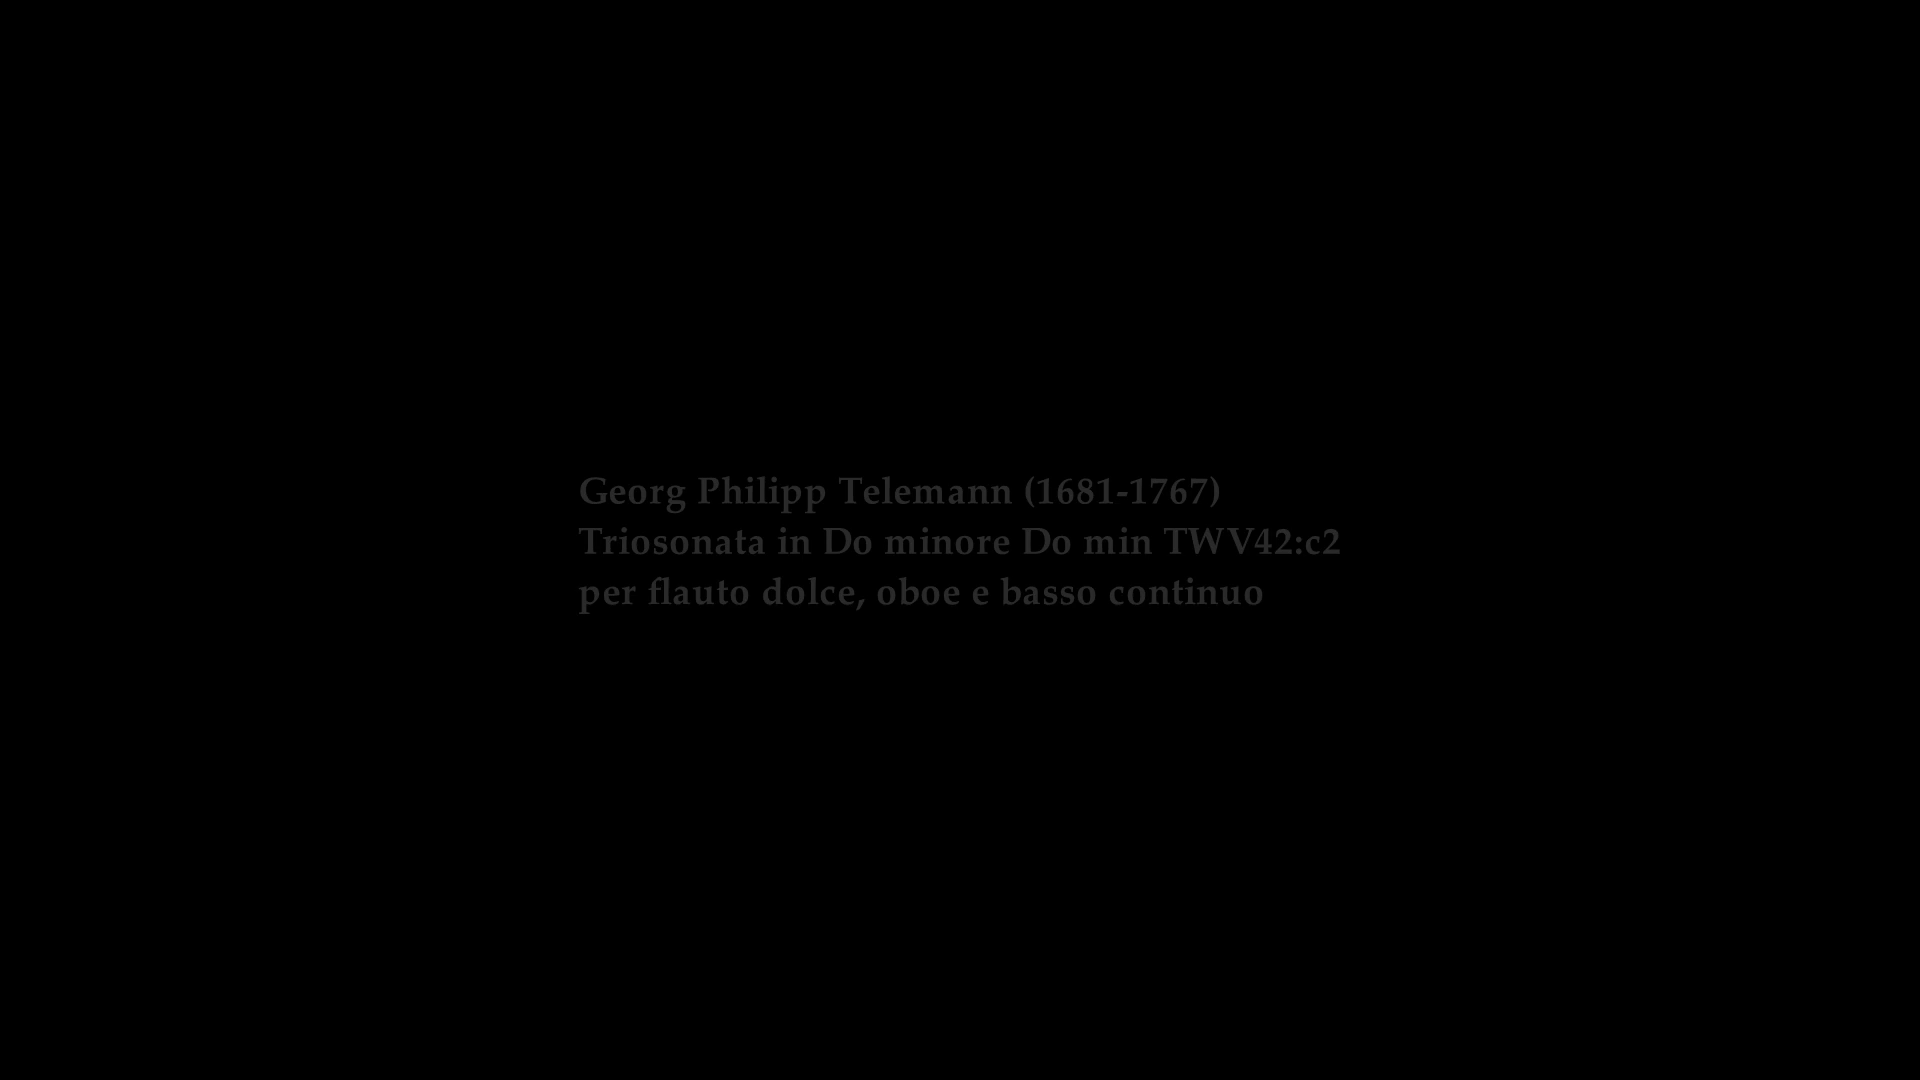 Georg Philipp Telemann (1681-1767)
Triosonata in Do minore Do min TWV42:c2
per flauto dolce, oboe e basso continuo